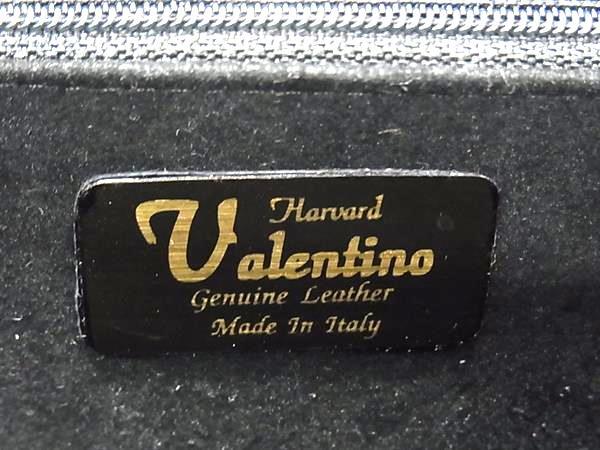 Harvard
Valentino
Genuine Leather
Made In Italy